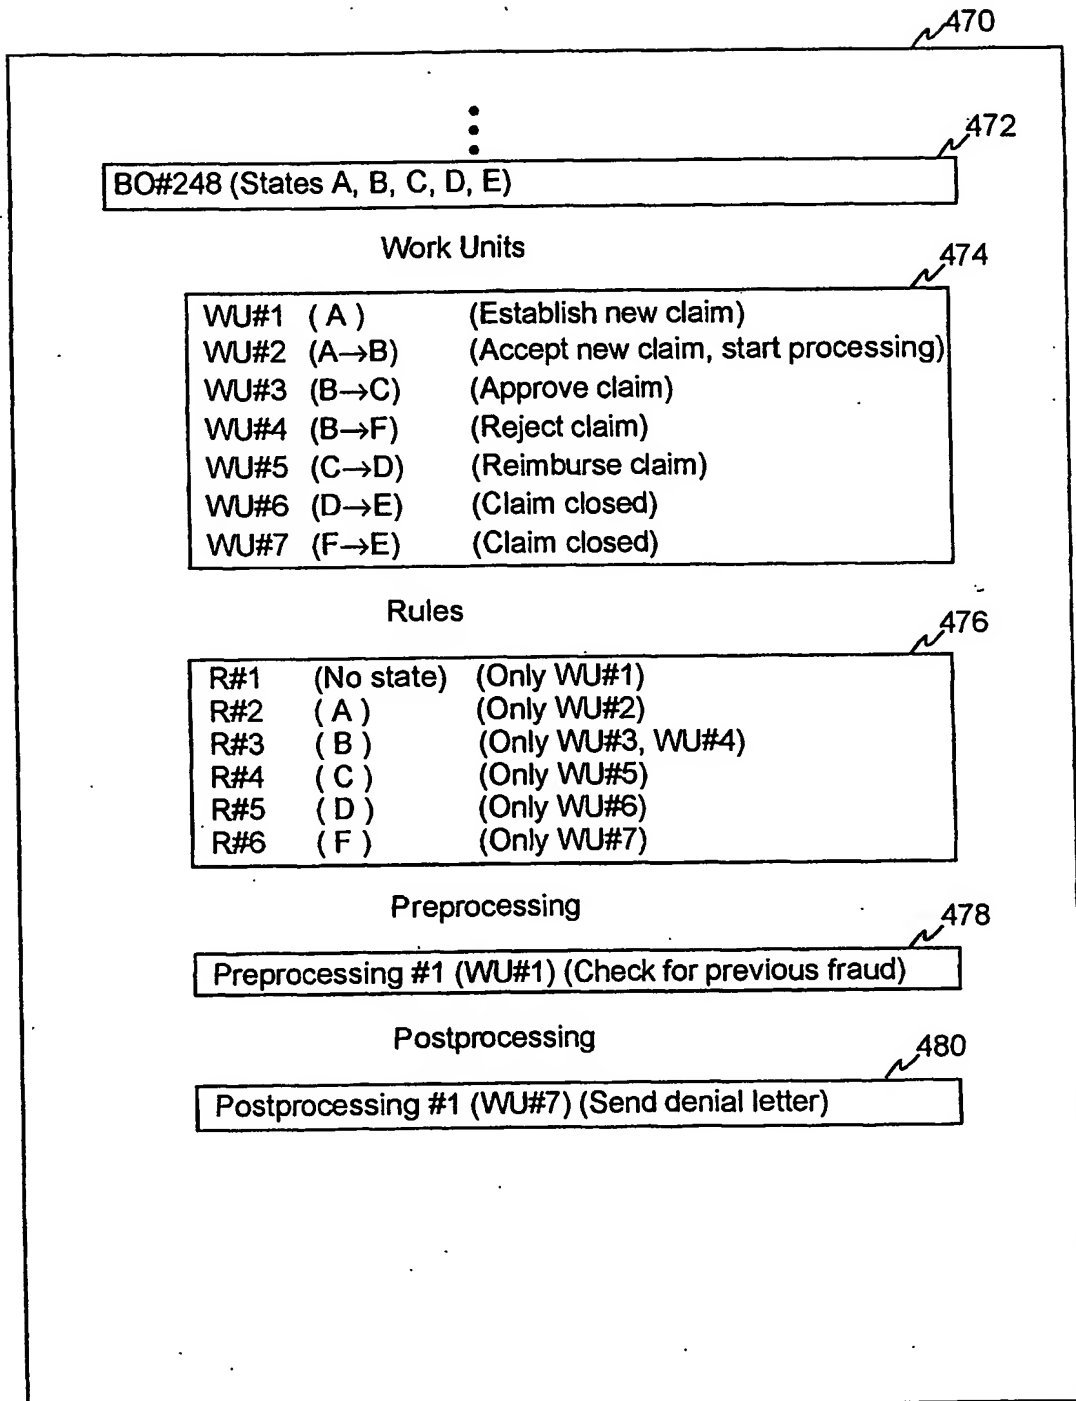 470
472
BO#248 (States A, B, C, D, E)
Work Units
474
WU#1 ( A ) (Establish new claim)
WU#2 (A→B) (Accept new claim, start processing)
WU#3 (B→C) (Approve claim)
WU#4 (B→F) (Reject claim)
WU#5 (C→D) (Reimburse claim)
WU#6 (D→E) (Claim closed)
WU#7 (F→E) (Claim closed)
Rules
476
R#1 (No state) (Only WU#1)
R#2 ( A ) (Only WU#2)
R#3 ( B ) (Only WU#3, WU#4)
R#4 ( C ) (Only WU#5)
R#5 ( D ) (Only WU#6)
R#6 ( F ) (Only WU#7)
Preprocessing
478
Preprocessing #1 (WU#1) (Check for previous fraud)
Postprocessing
480
Postprocessing #1 (WU#7) (Send denial letter)